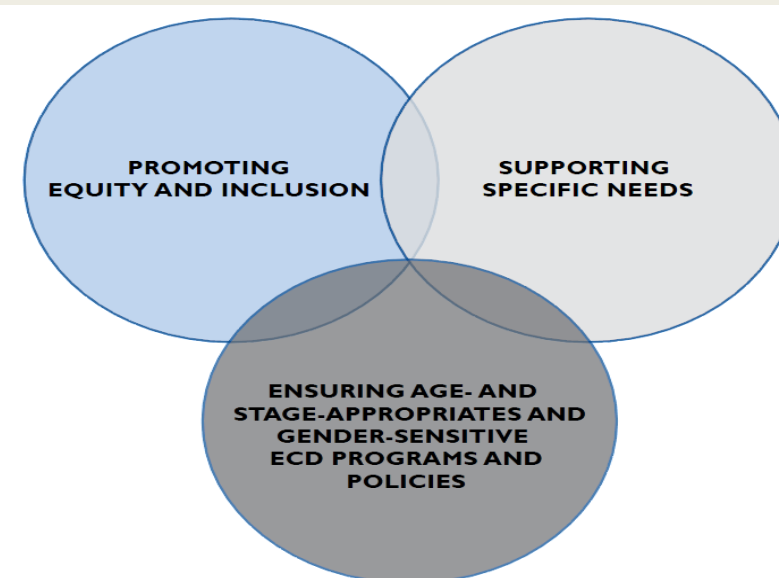 PROMOTING
EQUITY AND INCLUSION
SUPPORTING
SPECIFIC NEEDS
ENSURING AGE- AND
STAGE-APPROPRIATES AND
GENDER-SENSITIVE
ECD PROGRAMS AND
POLICIES